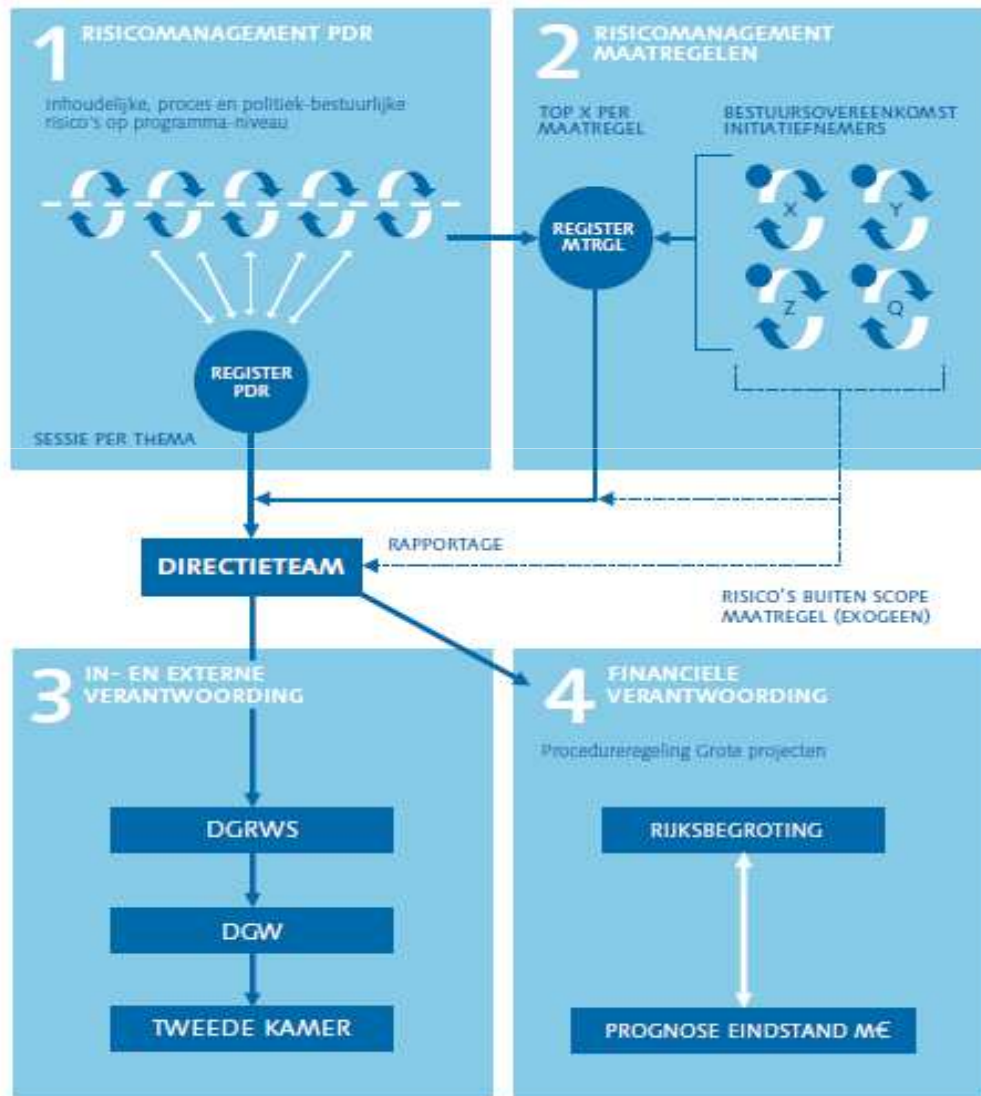 1 RISICOMANAGEMENT PDR
Inhoudelijke, proces en politiek-bestuurlijke
risico's op programma-niveau
REGISTER
PDR
SESSIE PER THEMA
2 RISICOMANAGEMENT
MAATREGELEN
TOP X PER
MAATREGEL
BESTUURSOVEREENKOMST
INITIATIEFNEMERS
REGISTER
MTRGL
X
Y
Z
Q
DIRECTIETEAM
RAPPORTAGE
RISICO'S BUITEN SCOPE
MAATREGEL (EXOGEEN)
3 IN- EN EXTERNE
VERANTWOORDING
DGRWS
DGW
TWEEDE KAMER
4 FINANCIELE
VERANTWOORDING
Procedureregeling Grote projecten
RIJKSBEGROTING
PROGNOSE EINDSTAND M€